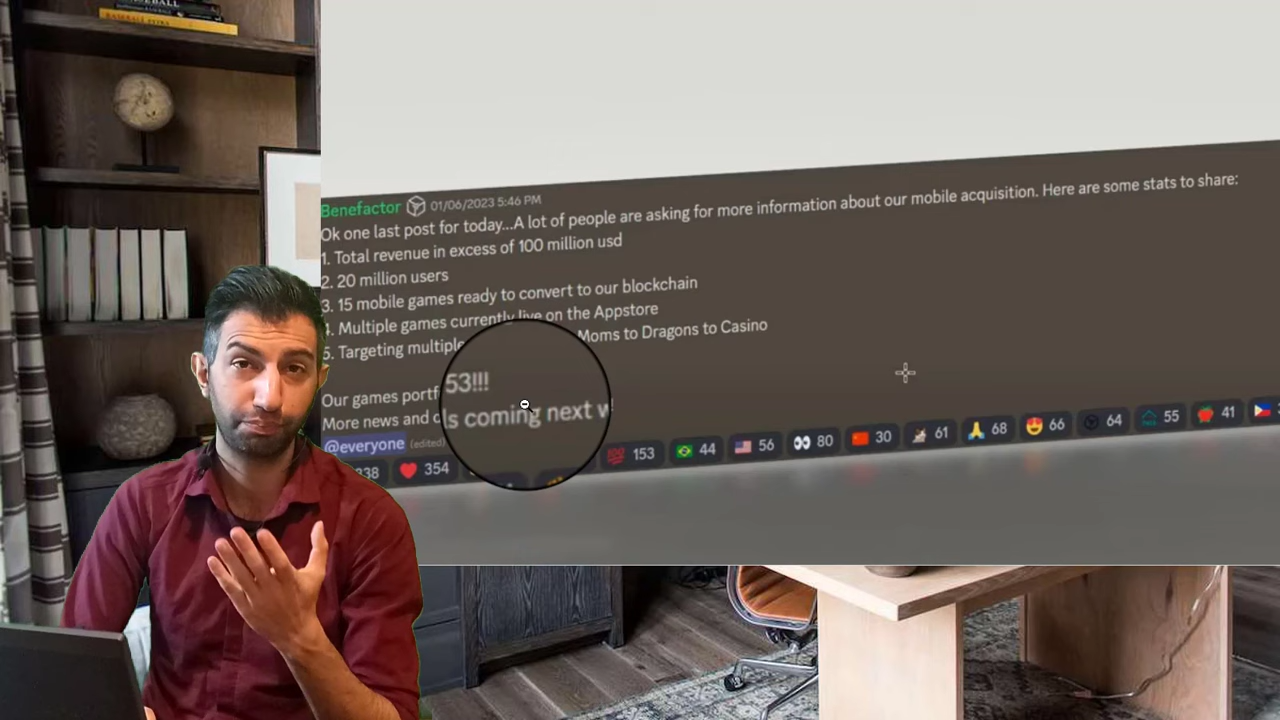 BASEBALL
Benefactor 01/06/2023 5:46 PM
Ok one last post for today...A lot of people are asking for more information about our mobile acquisition. Here are some stats to share:
1. Total revenue in excess of 100 million usd
2. 20 million users
3. 15 mobile games ready to convert to our blockchain
4. Multiple games currently live on the Appstore
5. Targeting multiple Moms to Dragons to Casino
Our games portf 53!!!
More news and ls coming next w
@everyone (edited)
338 354 153 44 56 80 30 61 68 66 64 55 41